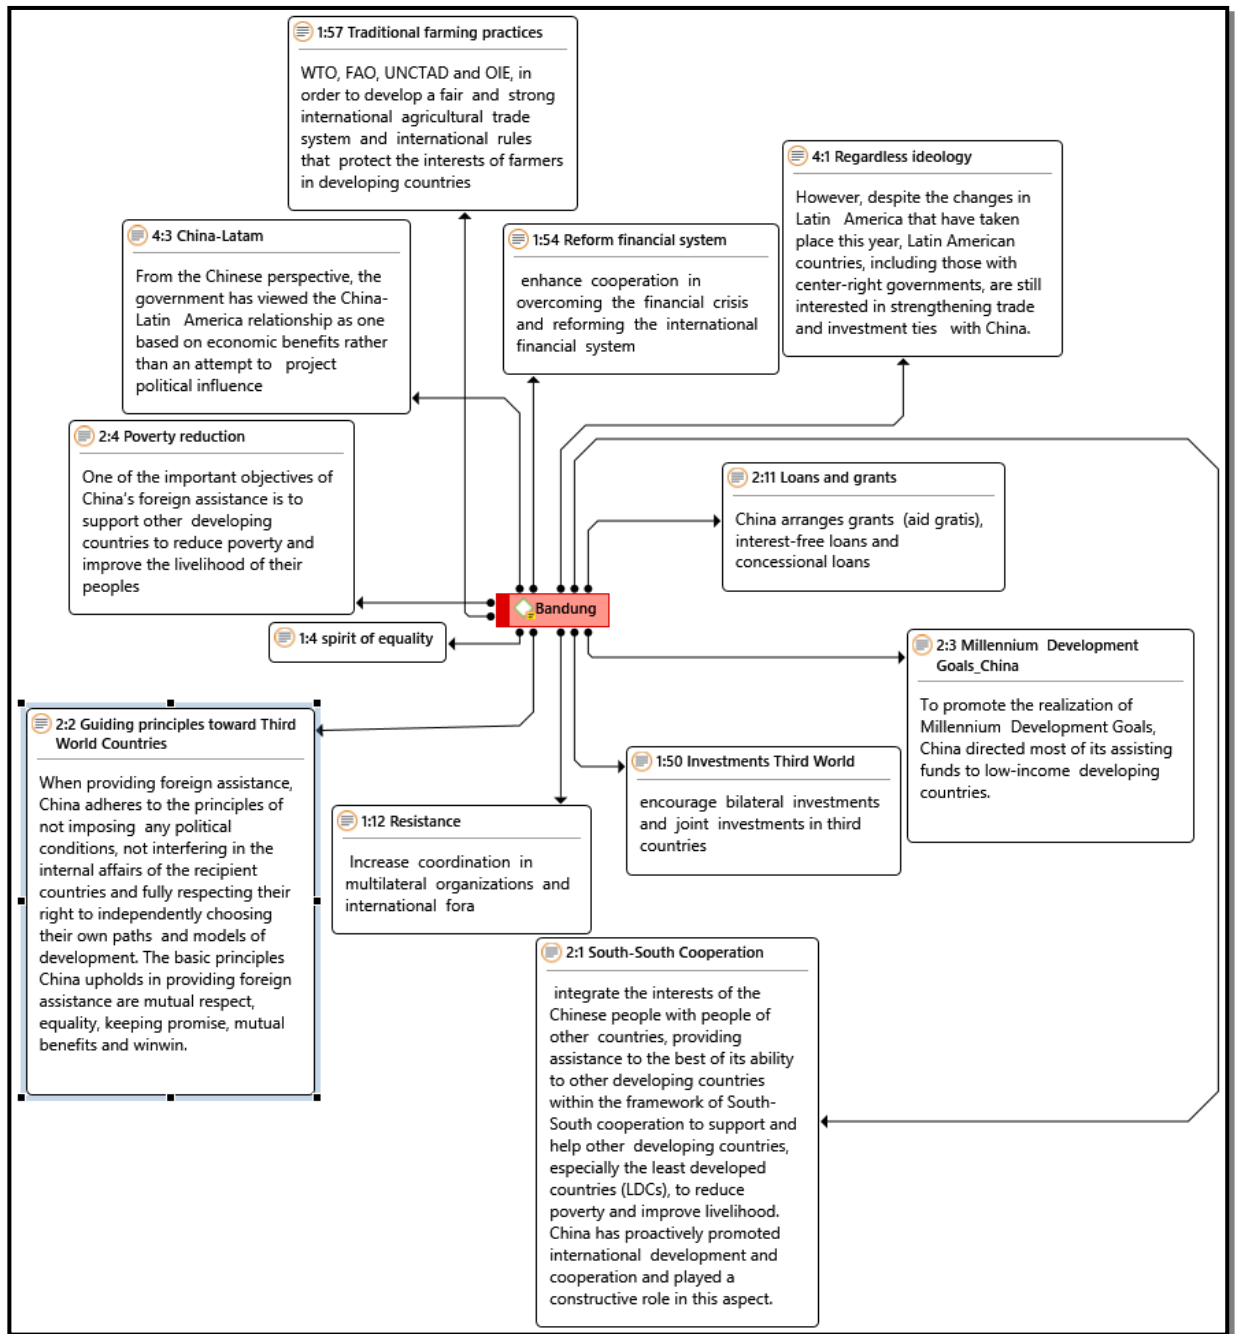 1:57 Traditional farming practices
WTO, FAO, UNCTAD and OIE, in
order to develop a fair and strong
international agricultural trade
system and international rules
that protect the interests of farmers
in developing countries
4:1 Regardless ideology
However, despite the changes in
Latin America that have taken
place this year, Latin American
countries, including those with
center-right governments, are still
interested in strengthening trade
and investment ties with China.
4:3 China-Latam
From the Chinese perspective, the
government has viewed the China-
Latin America relationship as one
based on economic benefits rather
than an attempt to project
political influence
1:54 Reform financial system
enhance cooperation in
overcoming the financial crisis
and reforming the international
financial system
2:4 Poverty reduction
One of the important objectives of
China's foreign assistance is to
support other developing
countries to reduce poverty and
improve the livelihood of their
peoples
2:11 Loans and grants
China arranges grants (aid gratis),
interest-free loans and
concessional loans
Bandung
1:4 spirit of equality
2:3 Millennium Development
Goals_China
To promote the realization of
Millennium Development Goals,
China directed most of its assisting
funds to low-income developing
countries.
2:2 Guiding principles toward Third
World Countries
When providing foreign assistance,
China adheres to the principles of
not imposing any political
conditions, not interfering in the
internal affairs of the recipient
countries and fully respecting their
right to independently choosing
their own paths and models of
development. The basic principles
China upholds in providing foreign
assistance are mutual respect,
equality, keeping promise, mutual
benefits and winwin.
1:50 Investments Third World
encourage bilateral investments
and joint investments in third
countries
1:12 Resistance
Increase coordination in
multilateral organizations and
international fora
2:1 South-South Cooperation
integrate the interests of the
Chinese people with people of
other countries, providing
assistance to the best of its ability
to other developing countries
within the framework of South-
South cooperation to support and
help other developing countries,
especially the least developed
countries (LDCs), to reduce
poverty and improve livelihood.
China has proactively promoted
international development and
cooperation and played a
constructive role in this aspect.